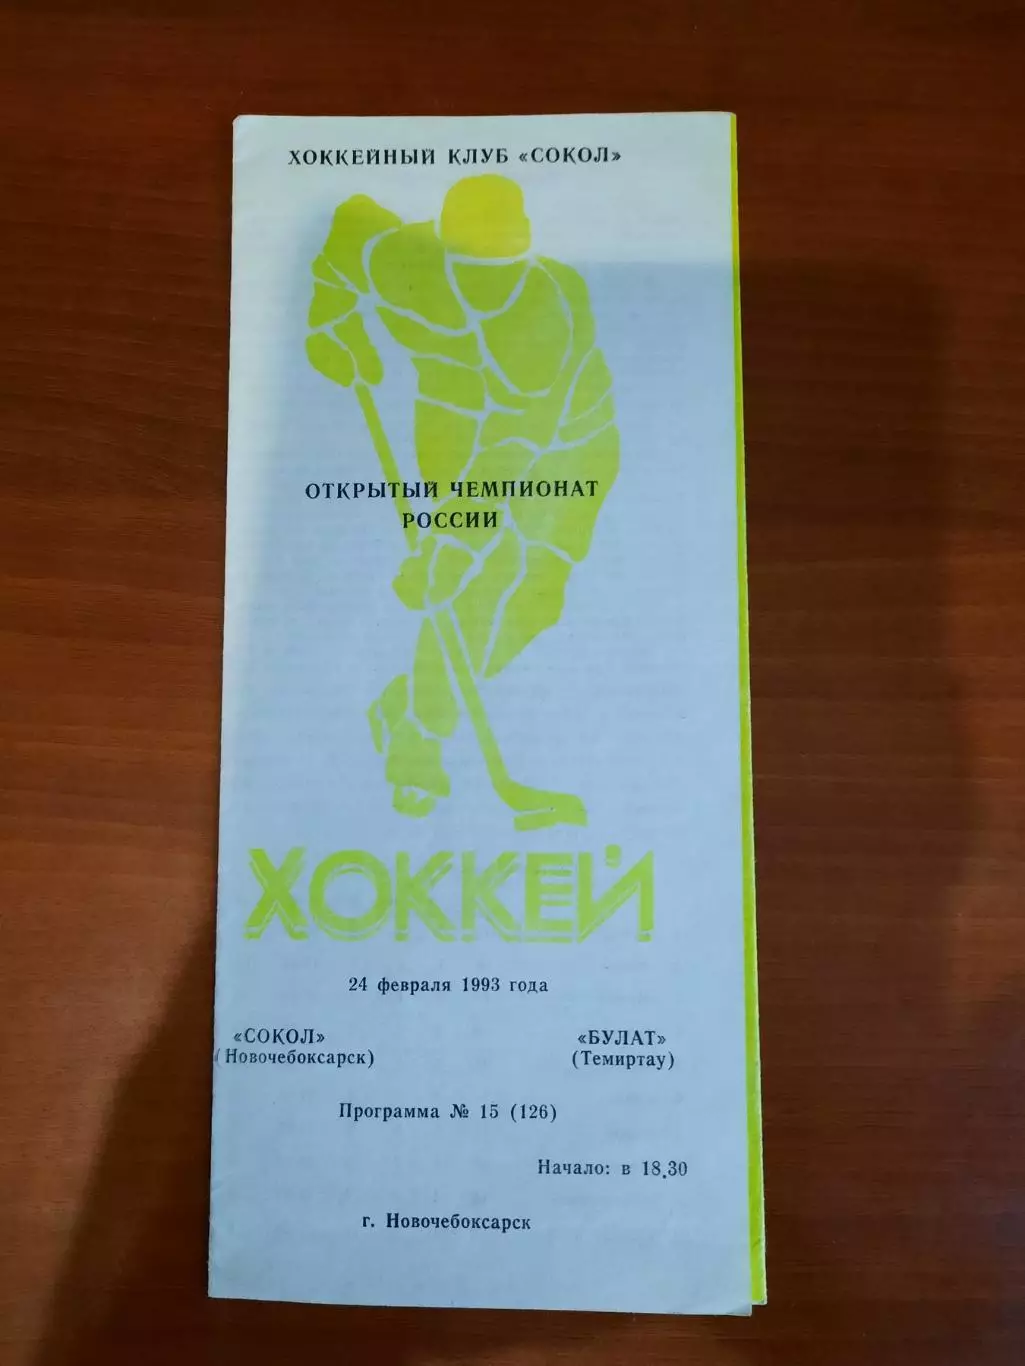 ХОККЕЙНЫЙ КЛУБ «СОКОЛ»
ОТКРЫТЫЙ ЧЕМПИОНАТ
РОССИИ
ХОККЕЙ
24 февраля 1993 года
«СОКОЛ» «БУЛАТ»
(Новочебоксарск) (Темиртау)
Программа № 15 (126)
Начало: в 18.30
г. Новочебоксарск